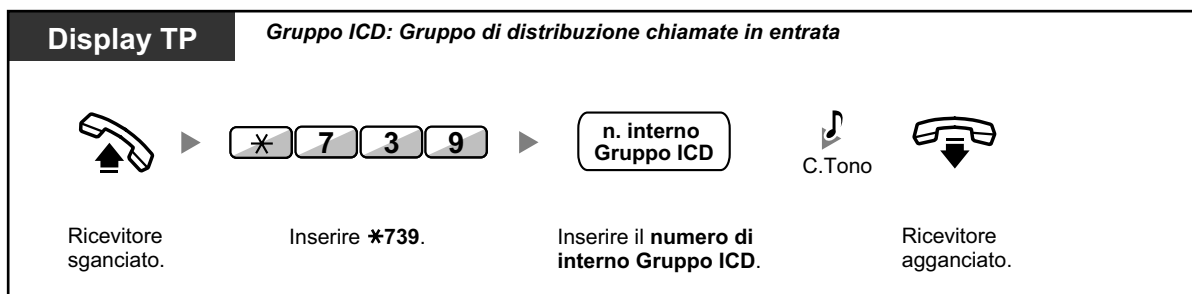 Display TP
Gruppo ICD: Gruppo di distribuzione chiamate in entrata
* 7 3 9
n. interno
Gruppo ICD
C.Tono
Ricevitore
sganciato.
Inserire *739.
Inserire il numero di
interno Gruppo ICD.
Ricevitore
agganciato.